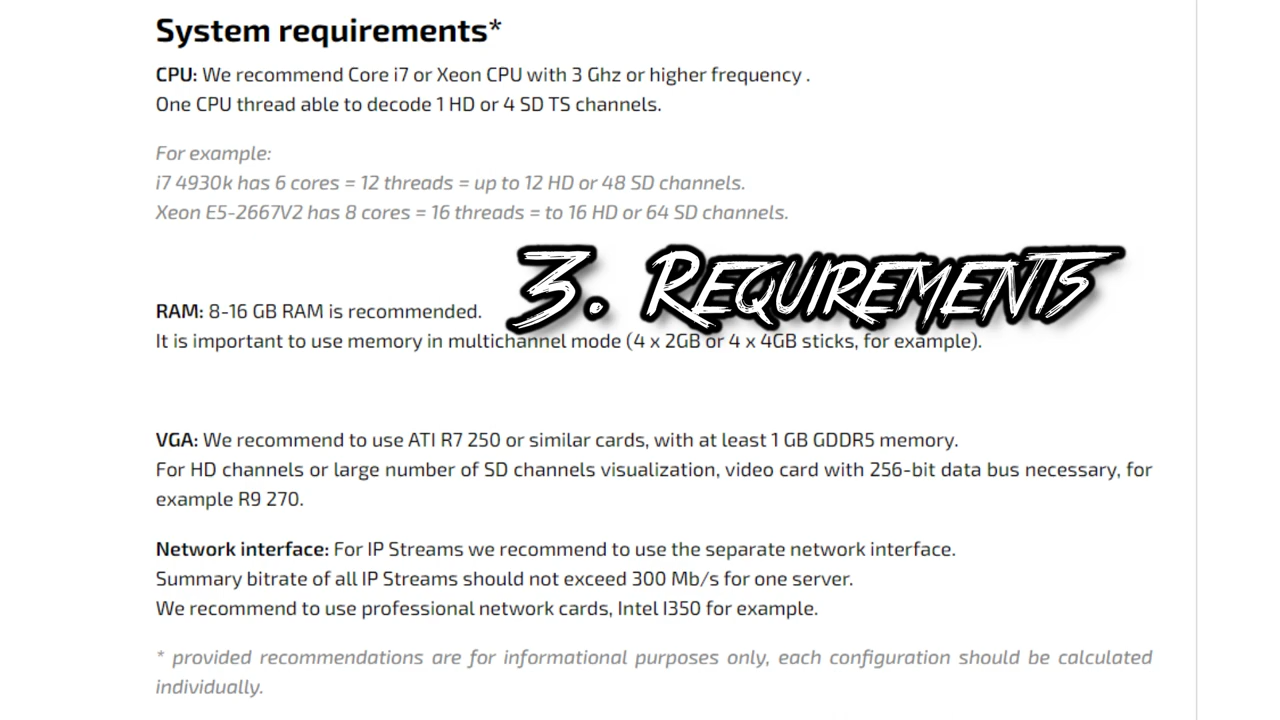 System requirements*
CPU: We recommend Core i7 or Xeon CPU with 3 Ghz or higher frequency .
One CPU thread able to decode 1 HD or 4 SD TS channels.
For example:
i7 4930k has 6 cores = 12 threads = up to 12 HD or 48 SD channels.
Xeon E5-2667V2 has 8 cores = 16 threads = to 16 HD or 64 SD channels.
3. Requirements
RAM: 8-16 GB RAM is recommended.
It is important to use memory in multichannel mode (4 x 2GB or 4 x 4GB sticks, for example).
VGA: We recommend to use ATI R7 250 or similar cards, with at least 1 GB GDDR5 memory.
For HD channels or large number of SD channels visualization, video card with 256-bit data bus necessary, for
example R9 270.
Network interface: For IP Streams we recommend to use the separate network interface.
Summary bitrate of all IP Streams should not exceed 300 Mb/s for one server.
We recommend to use professional network cards, Intel I350 for example.
* provided recommendations are for informational purposes only, each configuration should be calculated
individually.